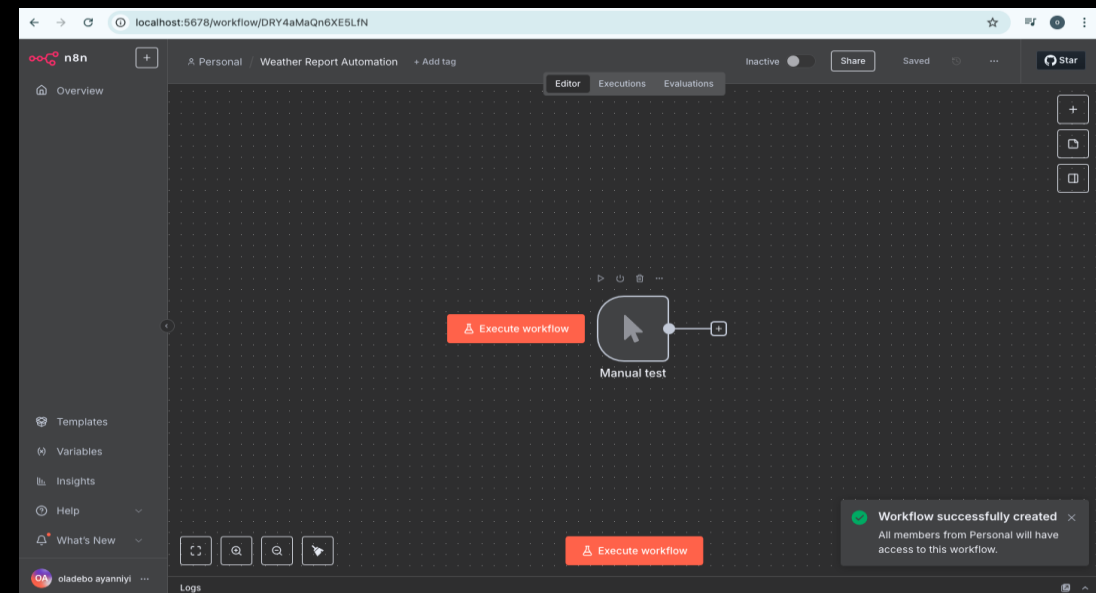 localhost:5678/workflow/DRY4aMaQn6XE5LfN
n8n
Personal / Weather Report Automation + Add tag
Inactive
Share
Saved
Star
Editor Executions Evaluations
Overview
Execute workflow
Manual test
Templates
Variables
Insights
Help
What's New
OA oladebo ayanniyi
Execute workflow
Workflow successfully created
All members from Personal will have
access to this workflow.
Logs